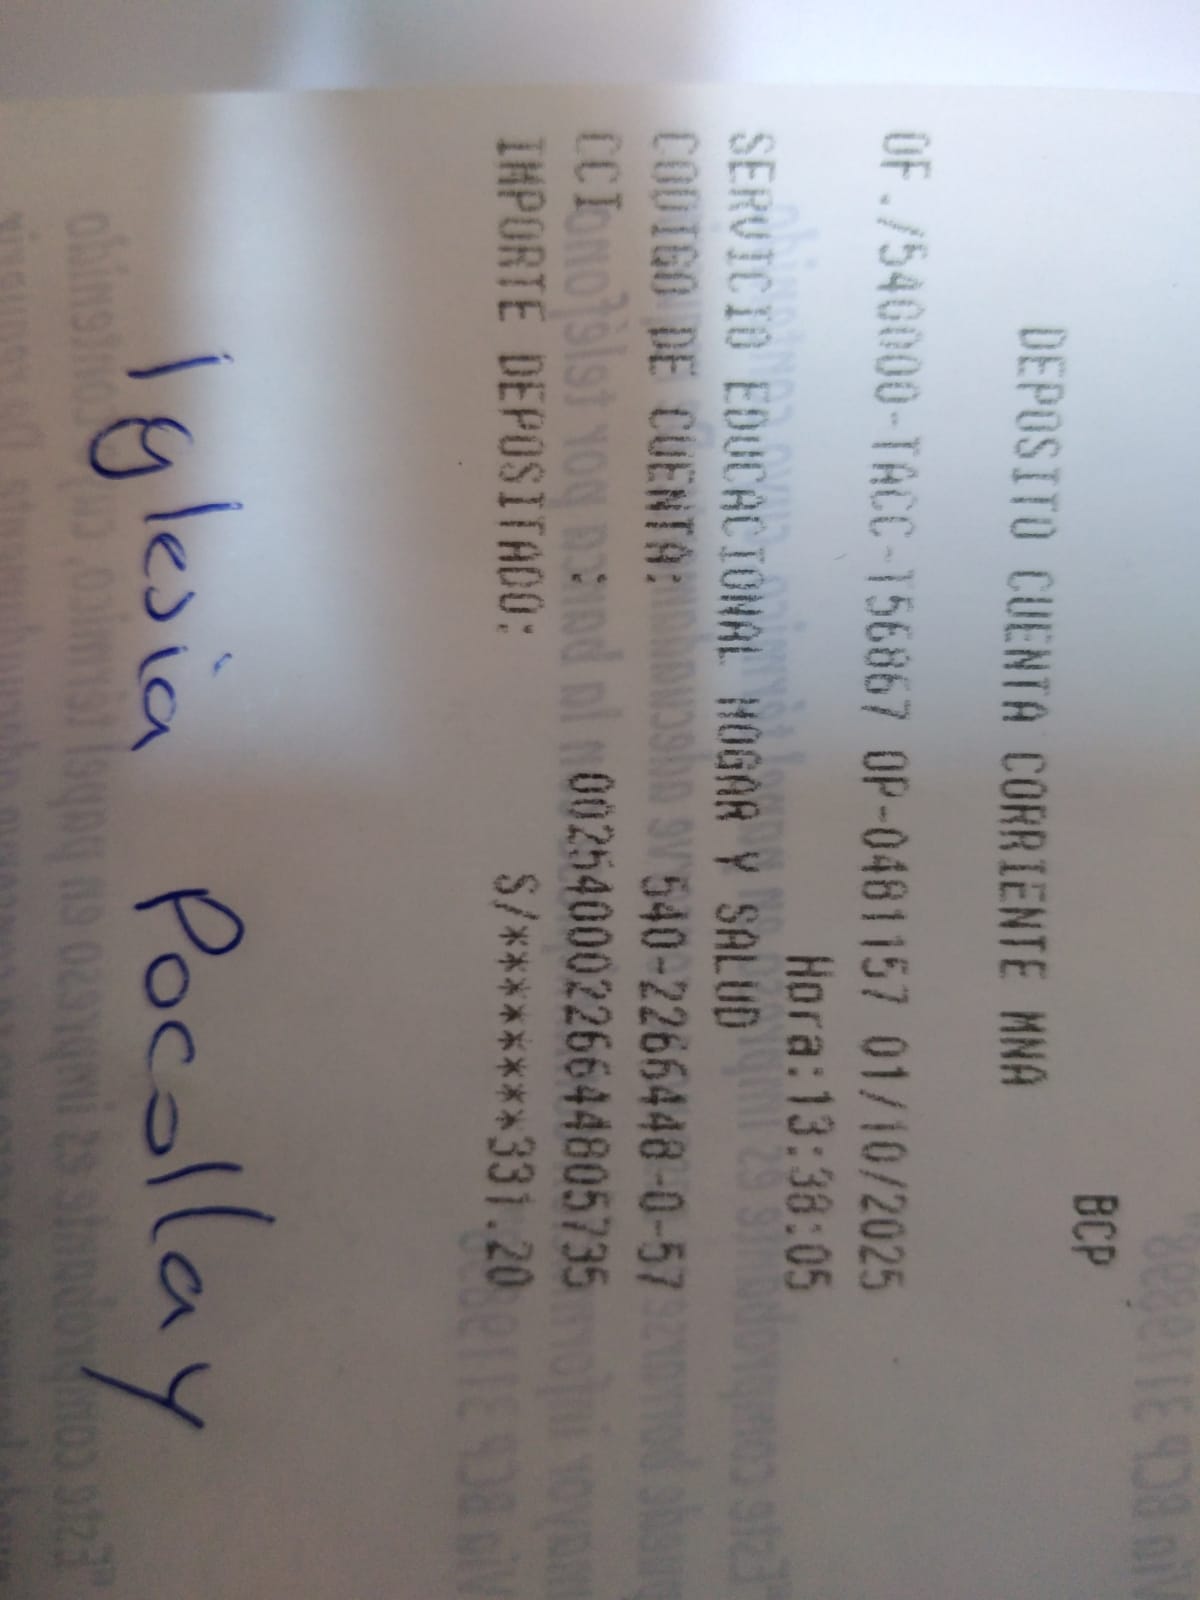 BCP
DEPOSITO CUENTA CORRIENTE MNA
OF./540000-TACC-T56867 OP-0481157 01/10/2025
Hora:13:38:05
SERVICIO EDUCACIONAL HOGAR Y SALUD
CODIGO DE CUENTA: 540-2266448-0-57
CCI : 00254000226644805735
IMPORTE DEPOSITADO: S/********331.20
Iglesia Pocollay